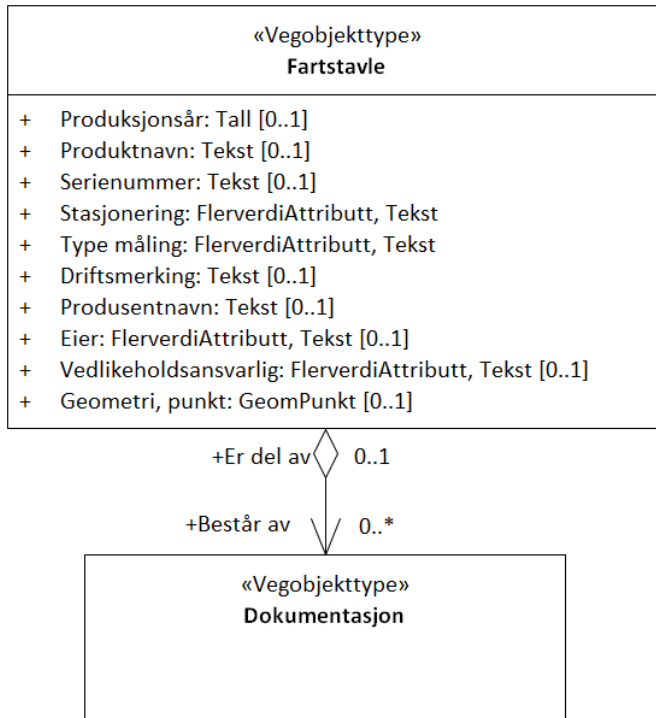 «Vegobjekttype»
Fartstavle
+ Produksjonsår: Tall [0..1]
+ Produktnavn: Tekst [0..1]
+ Serienummer: Tekst [0..1]
+ Stasjonering: FlerverdiAttributt, Tekst
+ Type måling: FlerverdiAttributt, Tekst
+ Driftsmerking: Tekst [0..1]
+ Produsentnavn: Tekst [0..1]
+ Eier: FlerverdiAttributt, Tekst [0..1]
+ Vedlikeholdsansvarlig: FlerverdiAttributt, Tekst [0..1]
+ Geometri, punkt: GeomPunkt [0..1]
+Er del av 0..1
+Består av 0..*
«Vegobjekttype»
Dokumentasjon